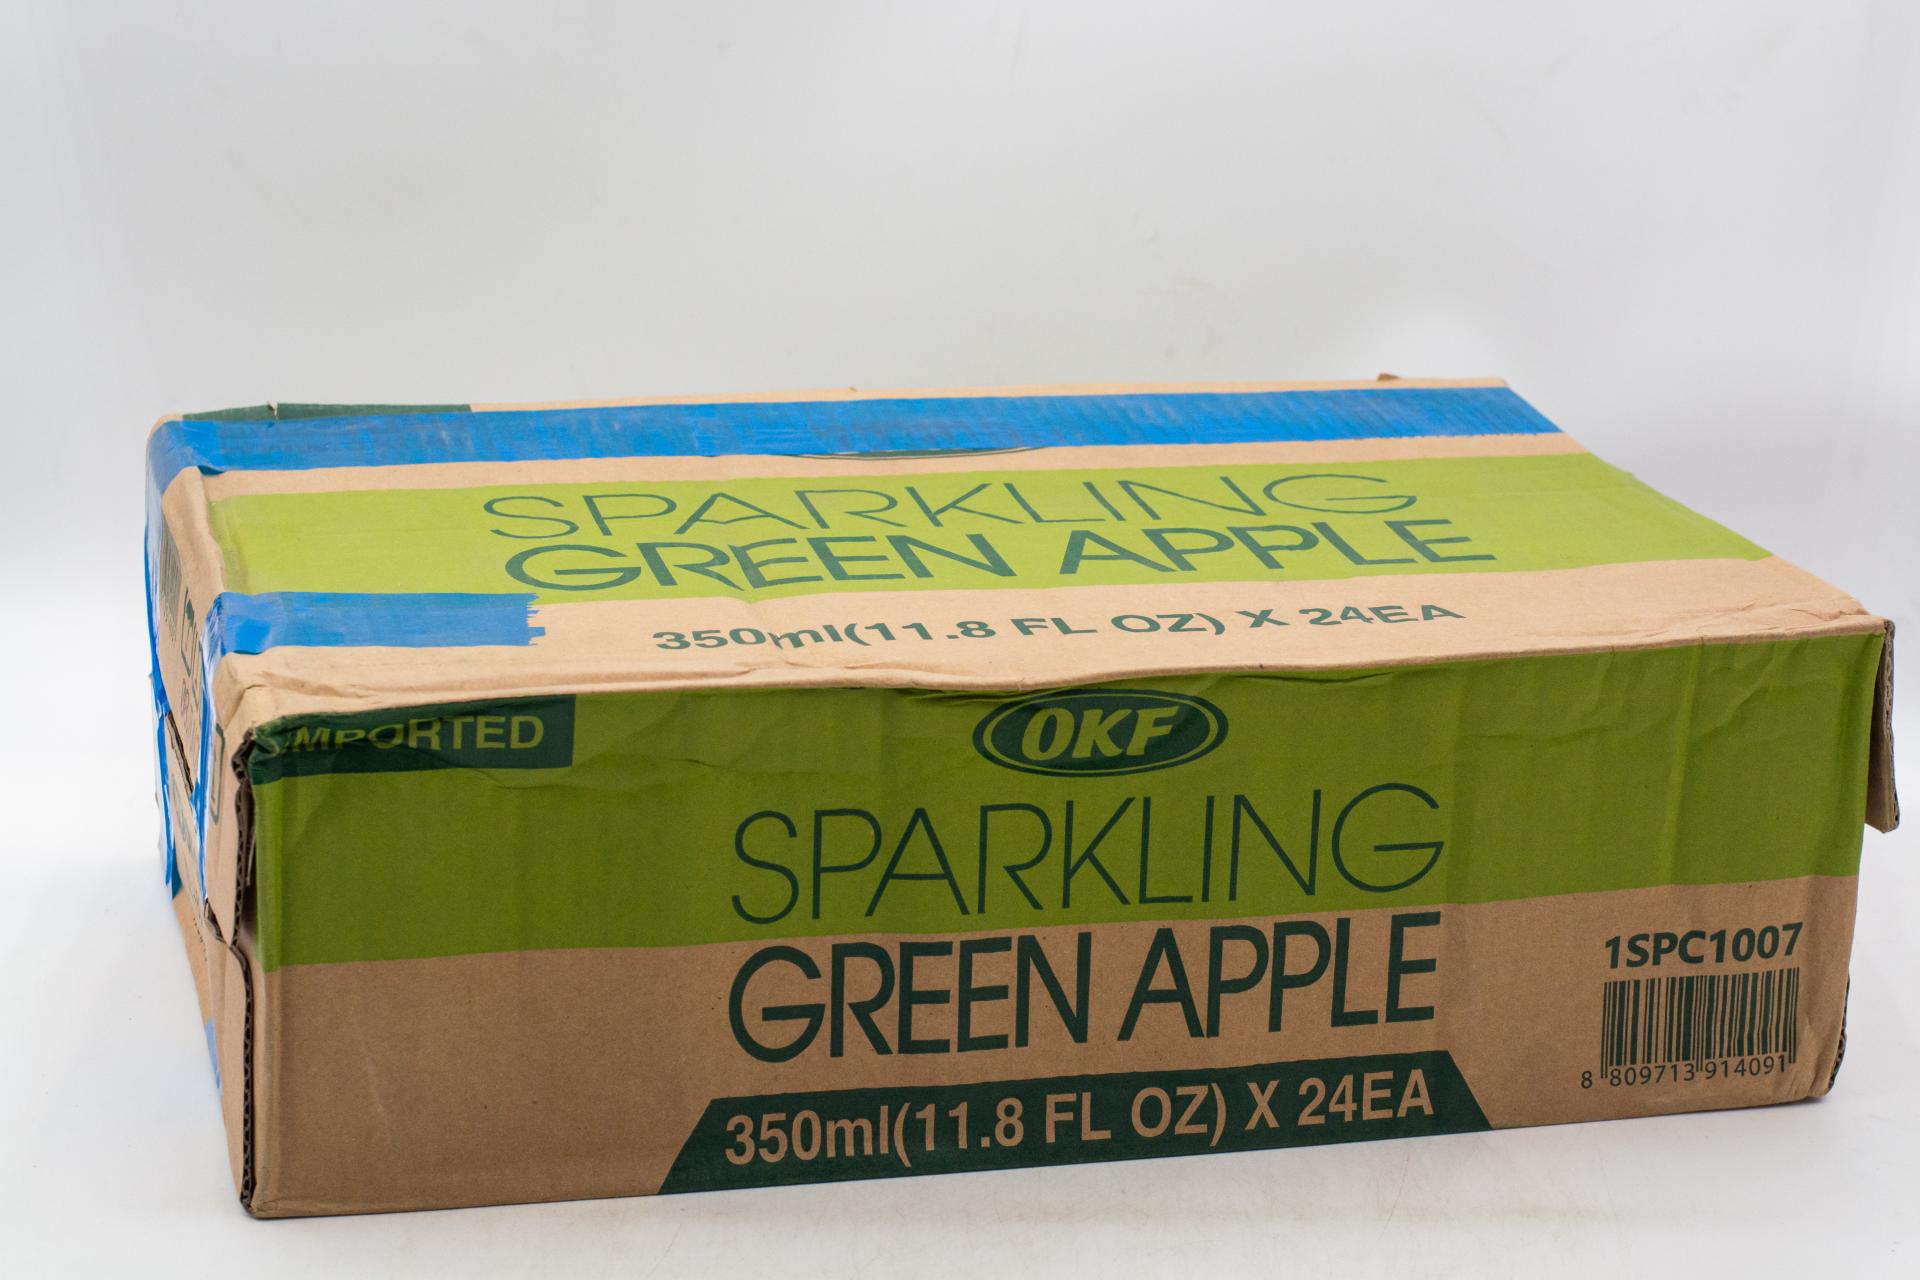 SPARKLING
GREEN APPLE
350ml(11.8 FL OZ) X 24EA
IMPORTED
OKF
SPARKLING
GREEN APPLE
350ml(11.8 FL OZ) X 24EA
1SPC1007
8 809713 914091